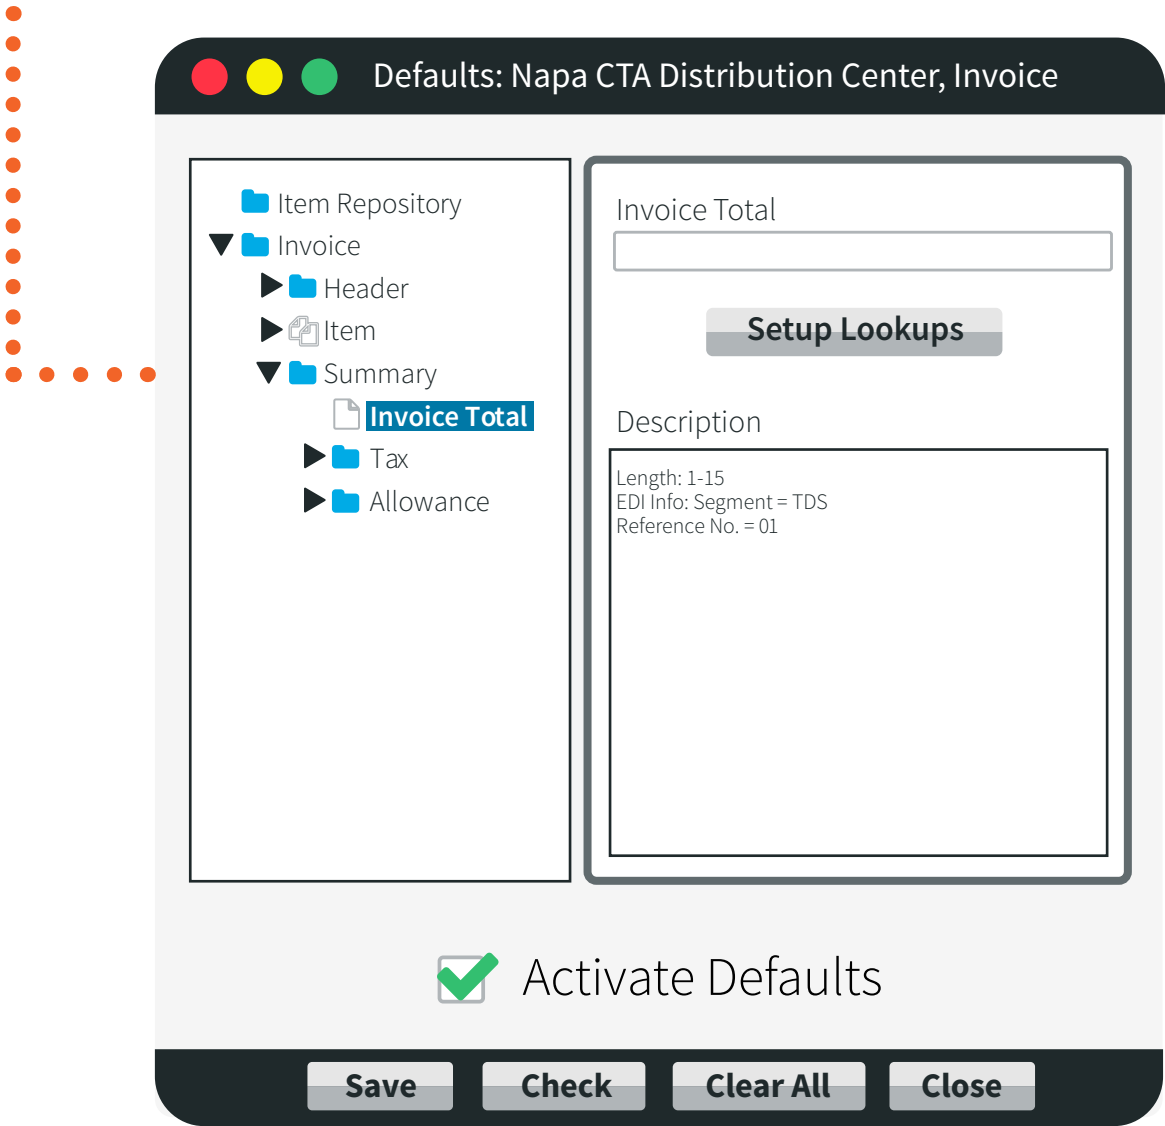 Defaults: Napa CTA Distribution Center, Invoice
Item Repository
Invoice
Header
Item
Summary
Invoice Total
Tax
Allowance
Invoice Total
Setup Lookups
Description
Length: 1-15
EDI Info: Segment = TDS
Reference No. = 01
Activate Defaults
Save
Check
Clear All
Close